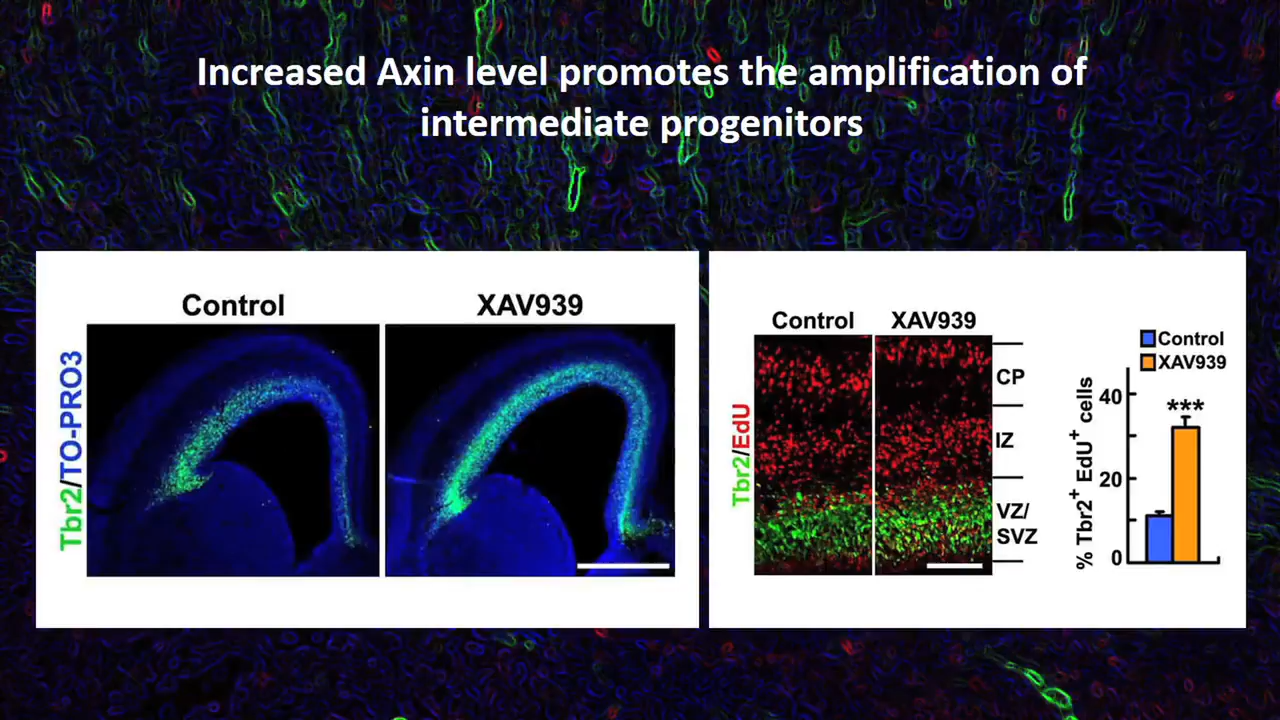 Increased Axin level promotes the amplification of
intermediate progenitors
Control
XAV939
Tbr2/TO-PRO3
Control
XAV939
Tbr2/EdU
CP
IZ
VZ/
SVZ
Control
XAV939
% Tbr2⁺ EdU⁺ cells
40
20
0
***